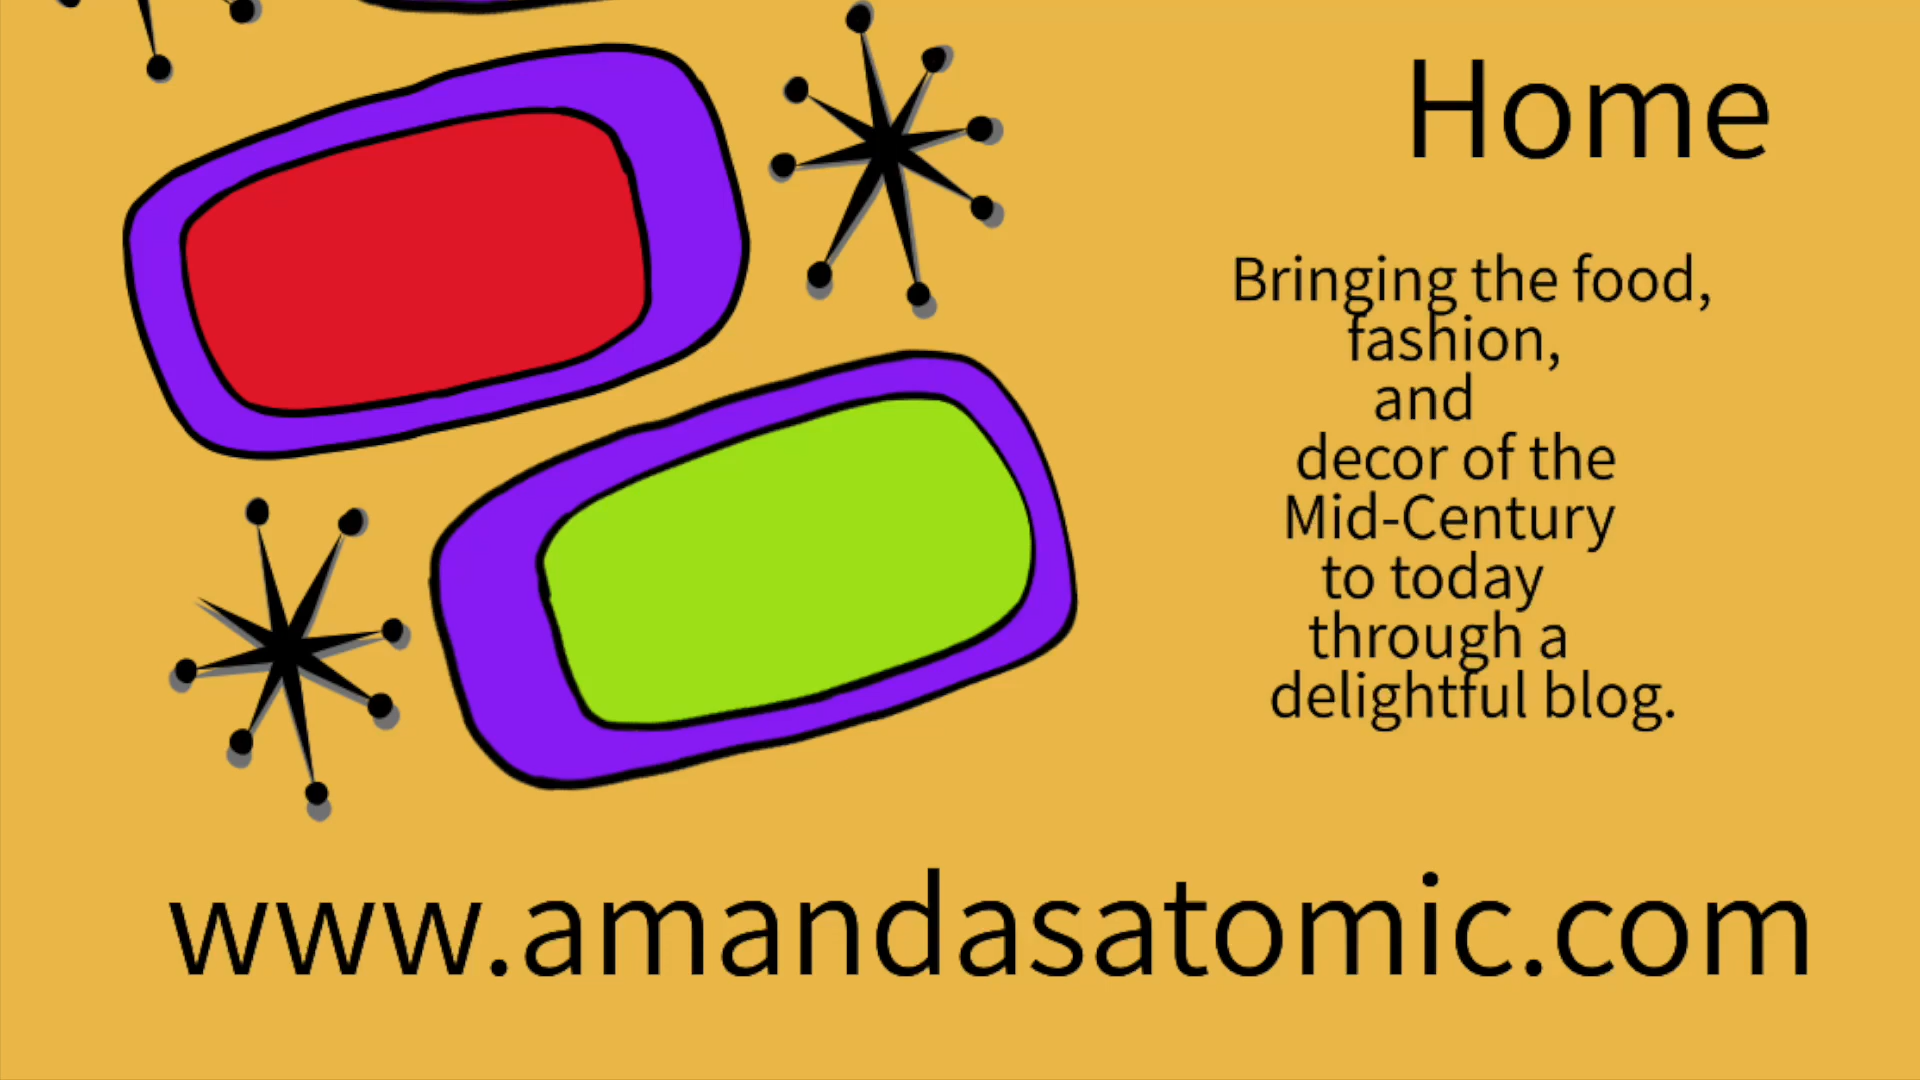 Home
Bringing the food,
fashion,
and
decor of the
Mid-Century
to today
through a
delightful blog.
www.amandasatomic.com